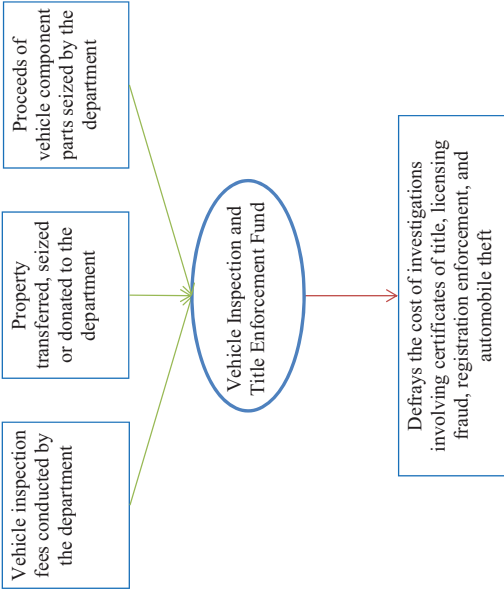 Vehicle inspection
fees conducted by
the department
Property
transferred, seized
or donated to the
department
Proceeds of
vehicle component
parts seized by the
department
Vehicle Inspection and
Title Enforcement Fund
Defrays the cost of investigations
involving certificates of title, licensing
fraud, registration enforcement, and
automobile theft